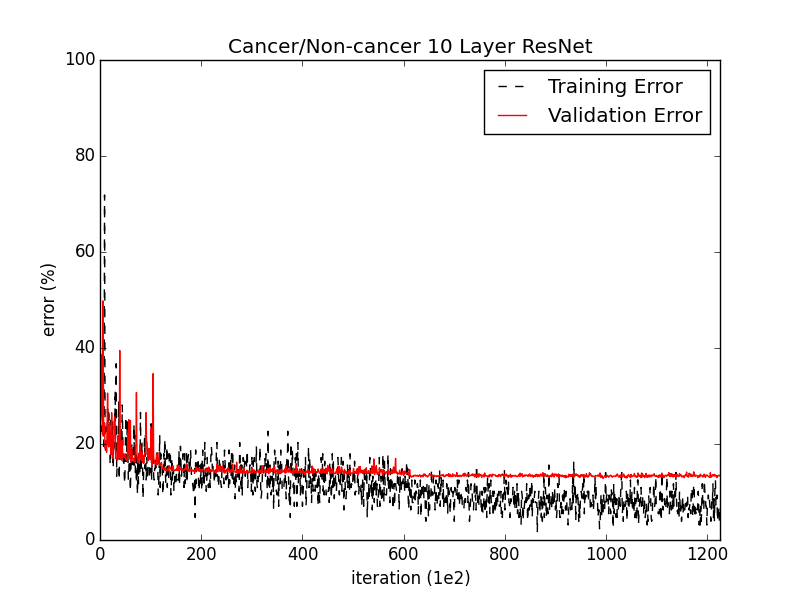 Cancer/Non-cancer 10 Layer ResNet
100
80
60
40
20
0
error (%)
Training Error
Validation Error
0 200 400 600 800 1000 1200
iteration (1e2)